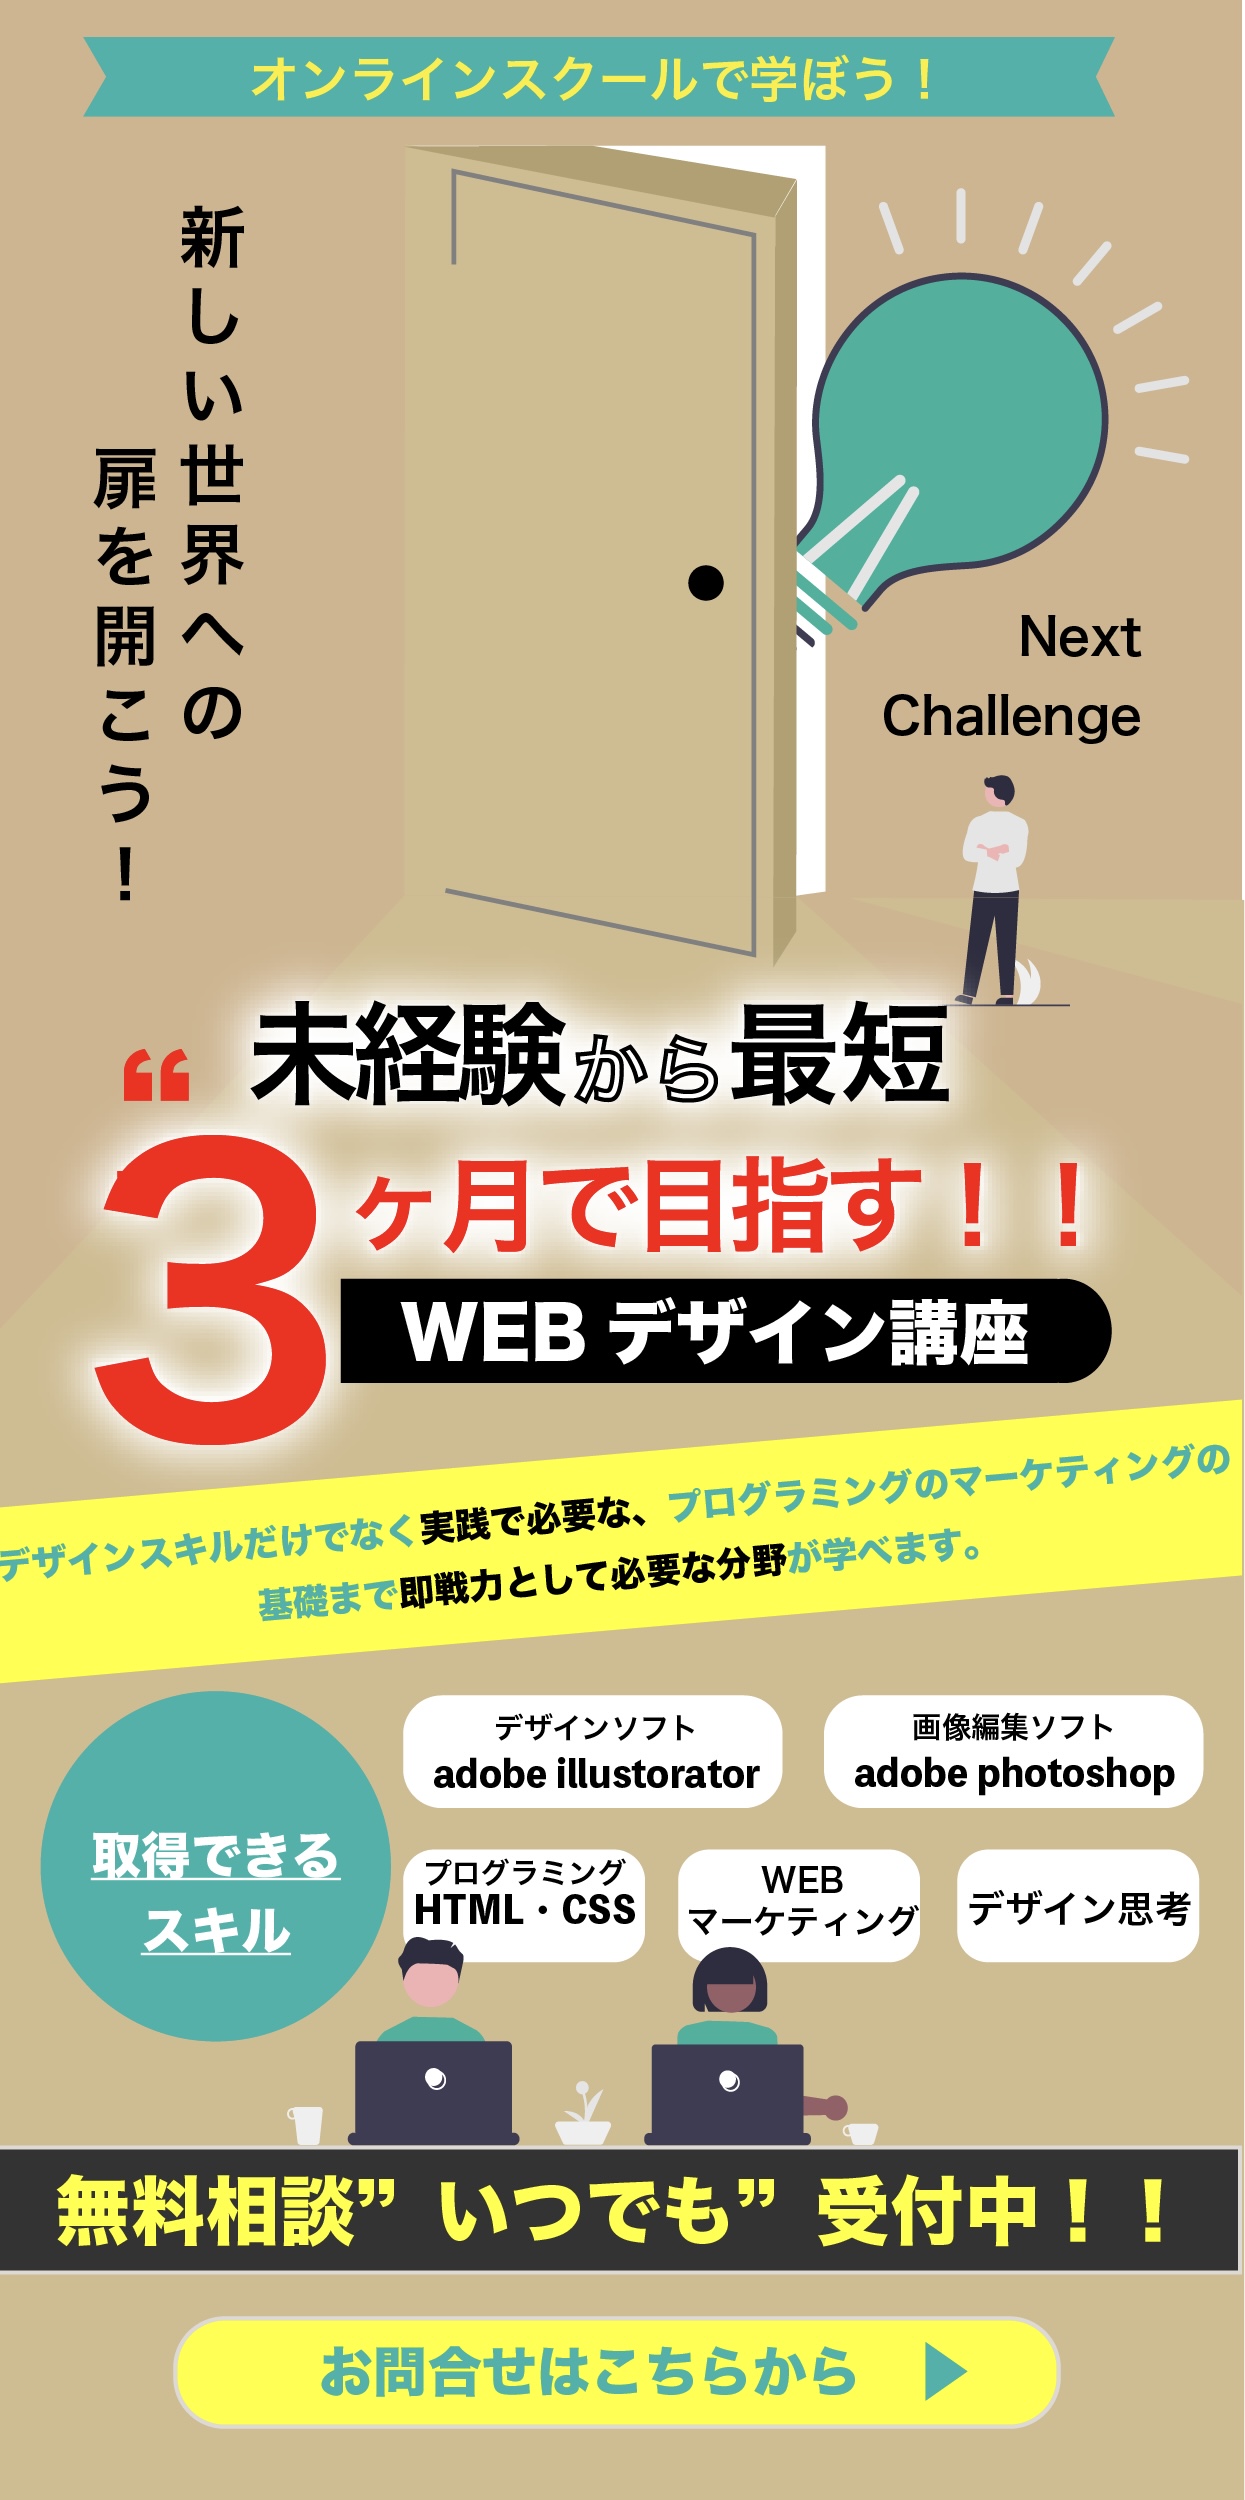 オンラインスクールで学ぼう！
新しい世界への
扉を開こう！
Next
Challenge
“ 未経験から最短
3ヶ月で目指す！！
WEB デザイン講座
デザインスキルだけでなく実践で必要な、プログラミングのマーケティングの
基礎まで即戦力として必要な分野が学べます。
取得できる
スキル
デザインソフト
adobe illustorator
画像編集ソフト
adobe photoshop
プログラミング
HTML・CSS
WEB
マーケティング
デザイン思考
無料相談” いつでも” 受付中！！
お問合せはこちらから